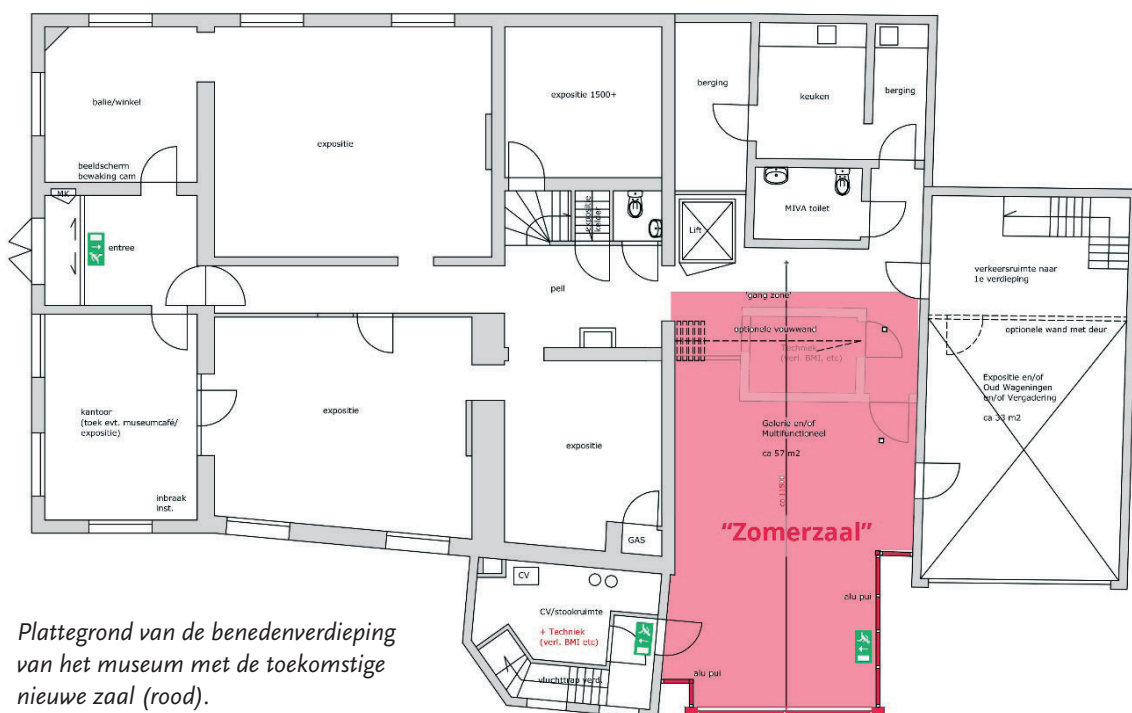 balie/winkel
beeldscherm
bewaking cam
MK
entree
expositie
expositie 1500+
expositie
kelder
peil
berging
keuken
berging
MIVA toilet
Lift
verkeersruimte naar
1e verdieping
optionele wand met deur
Expositie en/of
Oud Wageningen
en/of Vergadering
ca 33 m2
'gang zone'
optionele vouwwand
Techniek
(verl. BMI, etc)
Galerie en/of
Multifunctioneel
ca 57 m2
"Zomerzaal"
alu pui
alu pui
kantoor
(toek evt. museumcafé/
expositie)
inbraak
inst.
expositie
expositie
GAS
CV
CV/stookruimte
+ Techniek
(verl. BMI etc)
vluchttrap verd.
Plattegrond van de benedenverdieping
van het museum met de toekomstige
nieuwe zaal (rood).